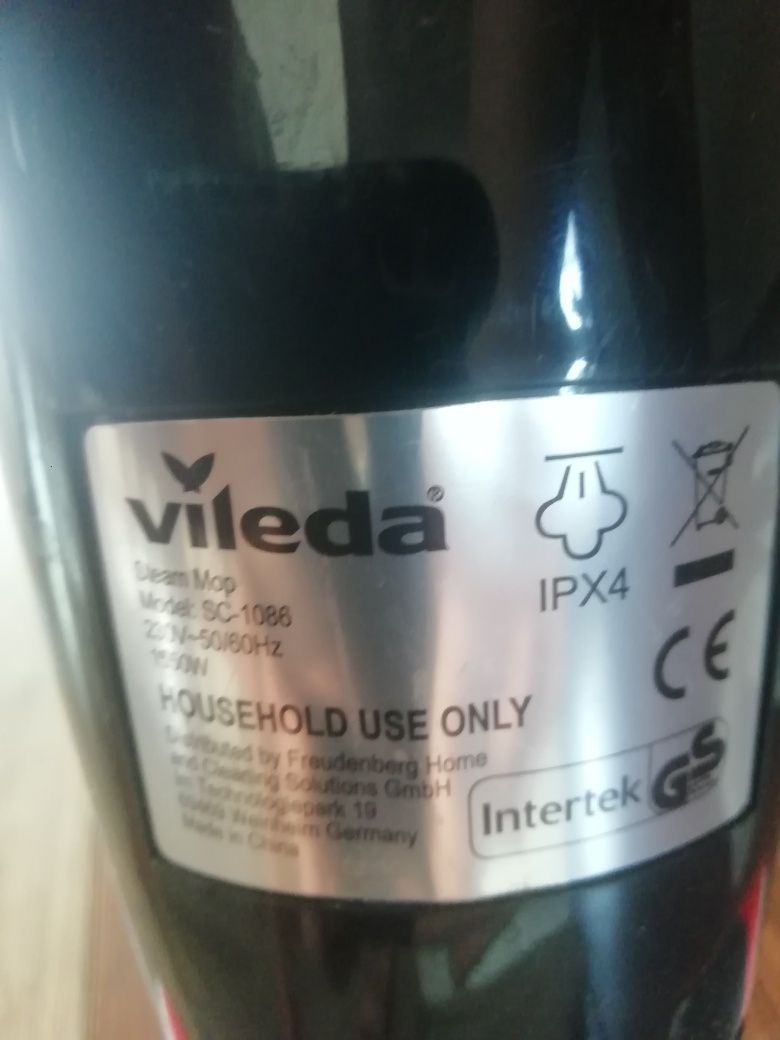 vileda®
Steam Mop
Model: SC-1086
230V~50/60Hz
1550W
HOUSEHOLD USE ONLY
Distributed by Freudenberg Home
and Cleaning Solutions GmbH
im Technologiepark 19
69469 Weinheim Germany
Made in China
IPX4
CE
Intertek
GS